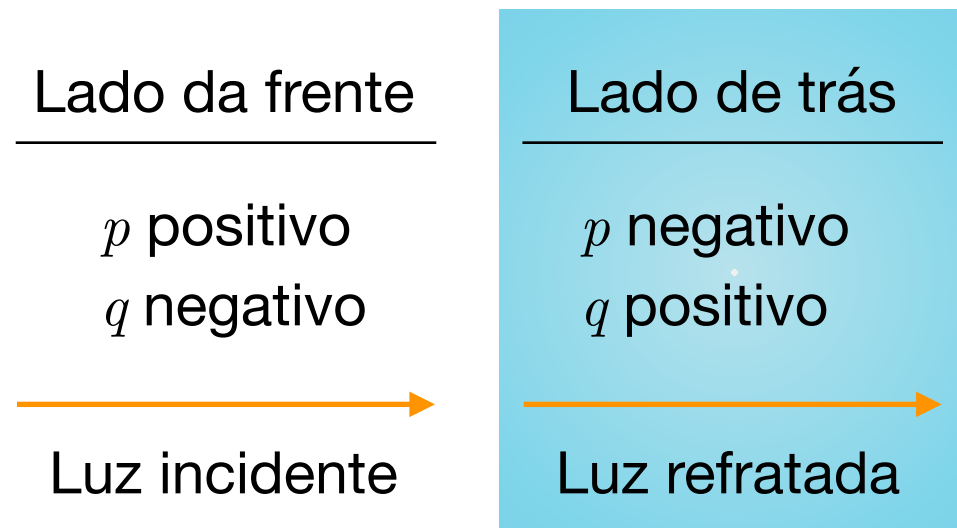 Lado da frente
p positivo
q negativo
Luz incidente
Lado de trás
p negativo
q positivo
Luz refratada